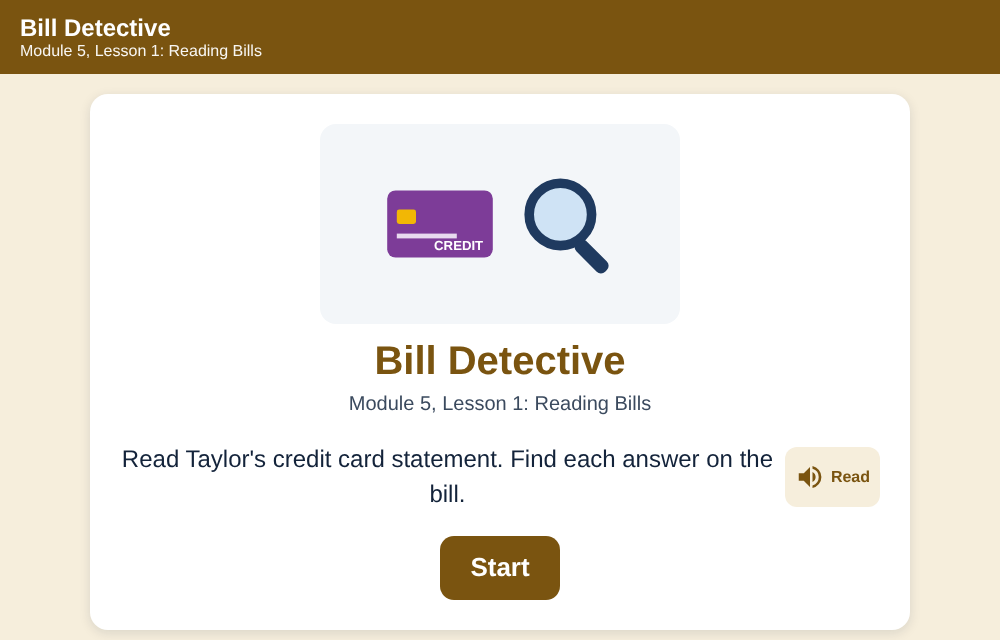 Bill Detective
Module 5, Lesson 1: Reading Bills
CREDIT
Bill Detective
Module 5, Lesson 1: Reading Bills
Read Taylor's credit card statement. Find each answer on the
bill.
Read
Start